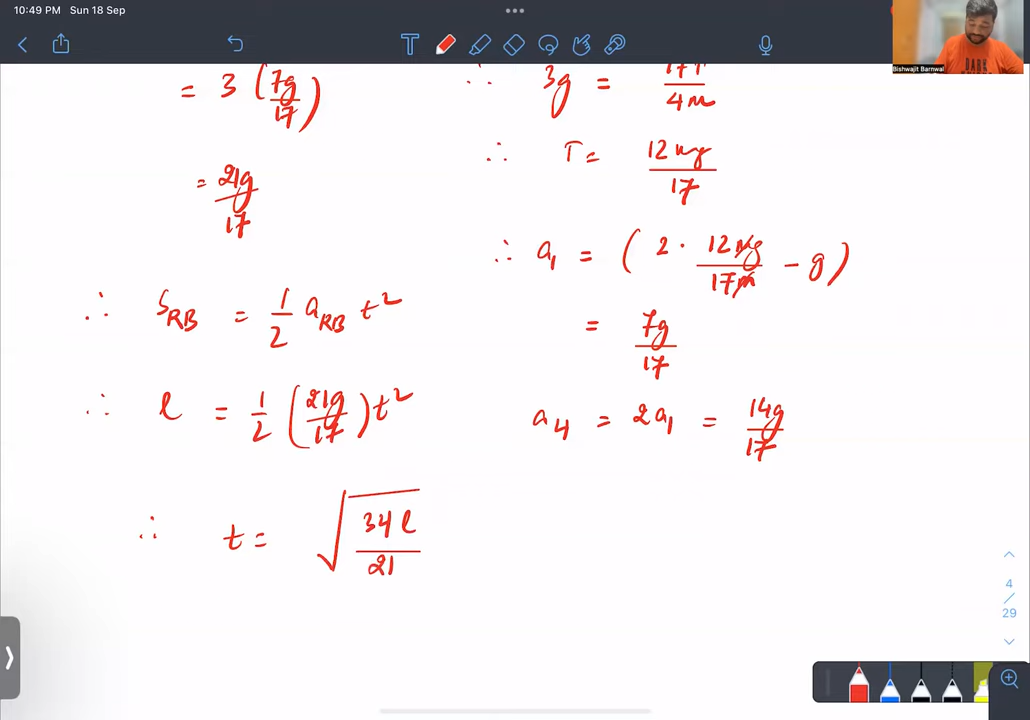 10:49 PM Sun 18 Sep
Bishwajit Barnwal
= 3 (7g/17)
= 21g/17
∴ S_RB = 1/2 a_RB t²
∴ l = 1/2 (21g/17) t²
∴ t = √(34l/21)
∴ 3g = 17T/4m
∴ T = 12mg/17
∴ a₁ = (2 · 12mg/17m - g)
= 7g/17
a₄ = 2a₁ = 14g/17
4
/
29